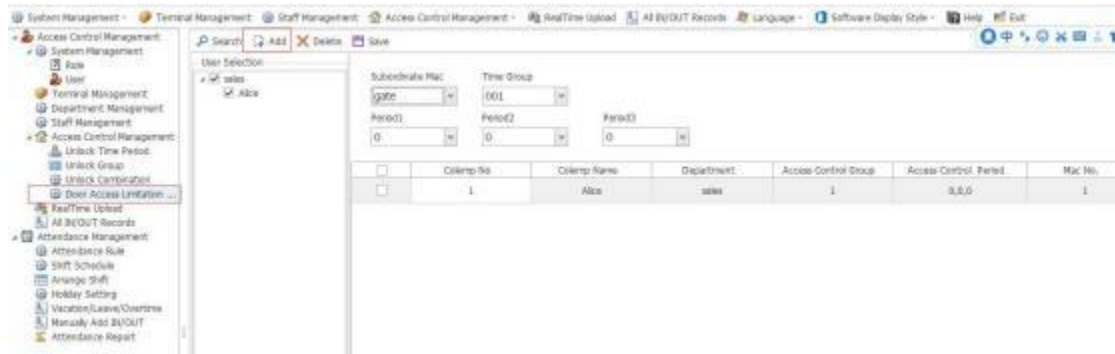 System Management Terminal Management Staff Management Access Control Management RealTime Upload All IN/OUT Records Language Software Display Style Help Exit
Access Control Management
System Management
Role
User
Terminal Management
Department Management
Staff Management
Access Control Management
Unlock Time Period
Unlock Group
Unlock Combination
Door Access Limitation ...
RealTime Upload
All IN/OUT Records
Attendance Management
Attendance Rule
Shift Schedule
Arrange Shift
Holiday Setting
Vacation/Leave/Overtime
Manually Add IN/OUT
Attendance Report
Search Add Delete Save
中
User Selection
sales
Alice
Subordinate Mac Time Group
gate 001
Period1 Period2 Period3
0 0 0
Colemp No Colemp Name Department Access Control Group Access Control Period Mac No.
1 Alice sales 1 0,0,0 1